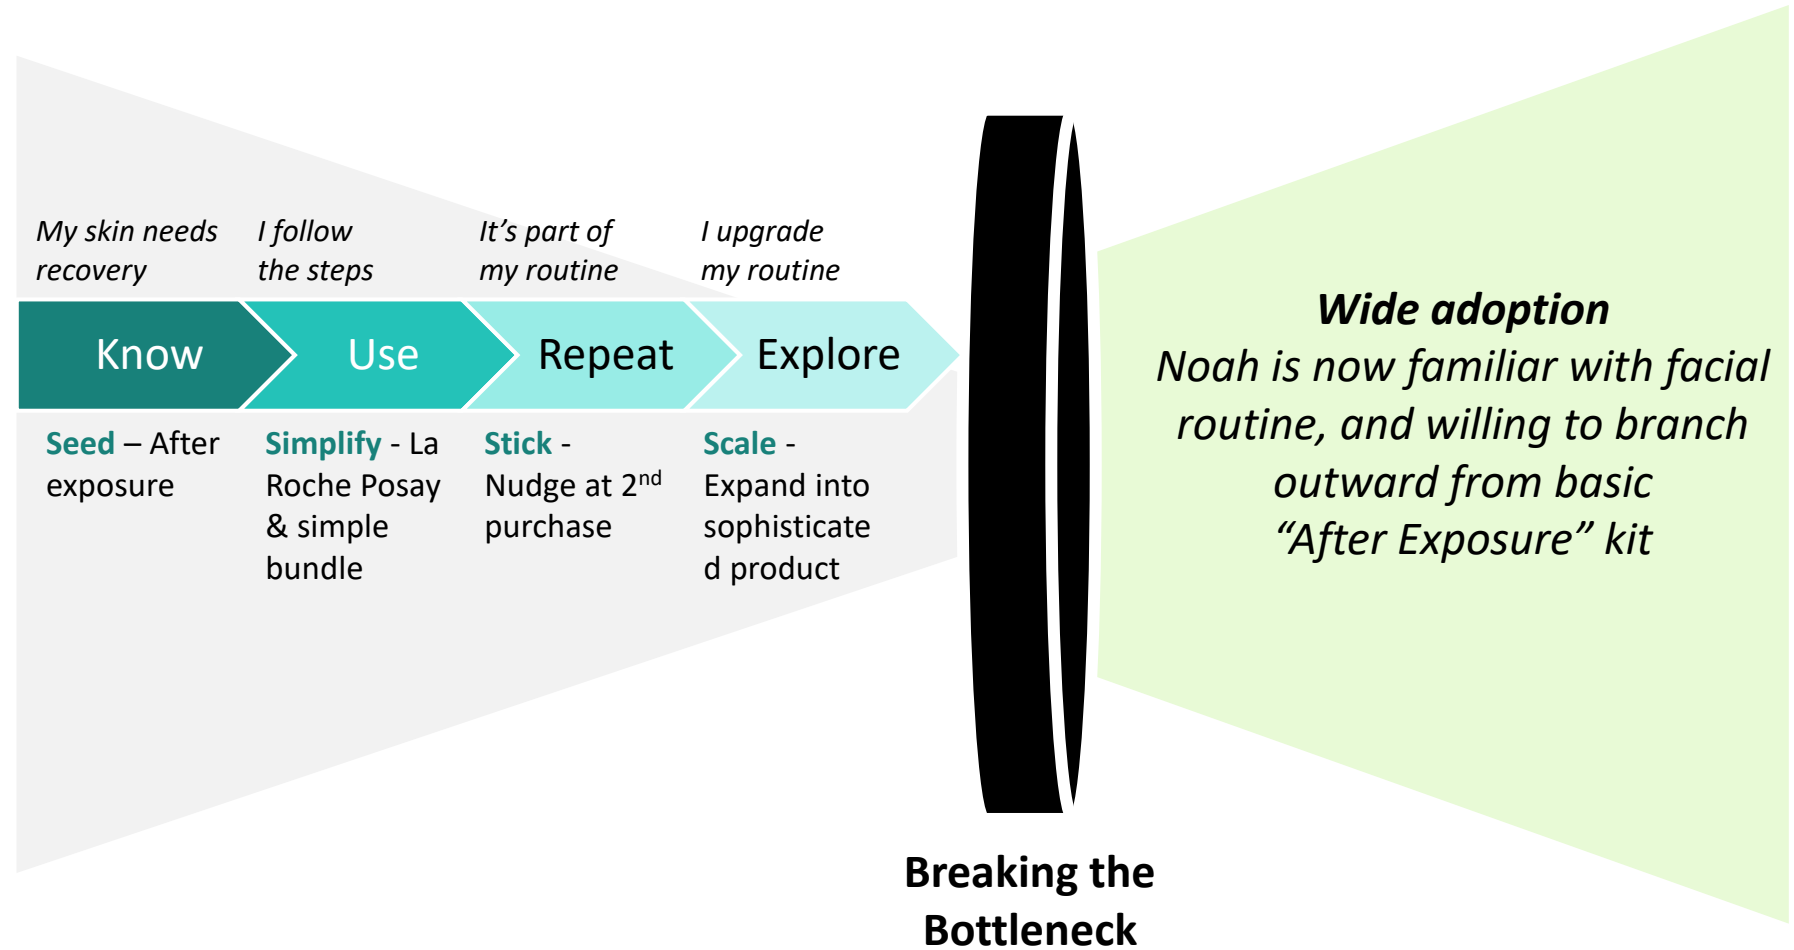 My skin needs
recovery
I follow
the steps
It’s part of
my routine
I upgrade
my routine
Know
Use
Repeat
Explore
Seed – After
exposure
Simplify - La
Roche Posay
& simple
bundle
Stick -
Nudge at 2nd
purchase
Scale -
Expand into
sophisticate
d product
Wide adoption
Noah is now familiar with facial
routine, and willing to branch
outward from basic
“After Exposure” kit
Breaking the
Bottleneck